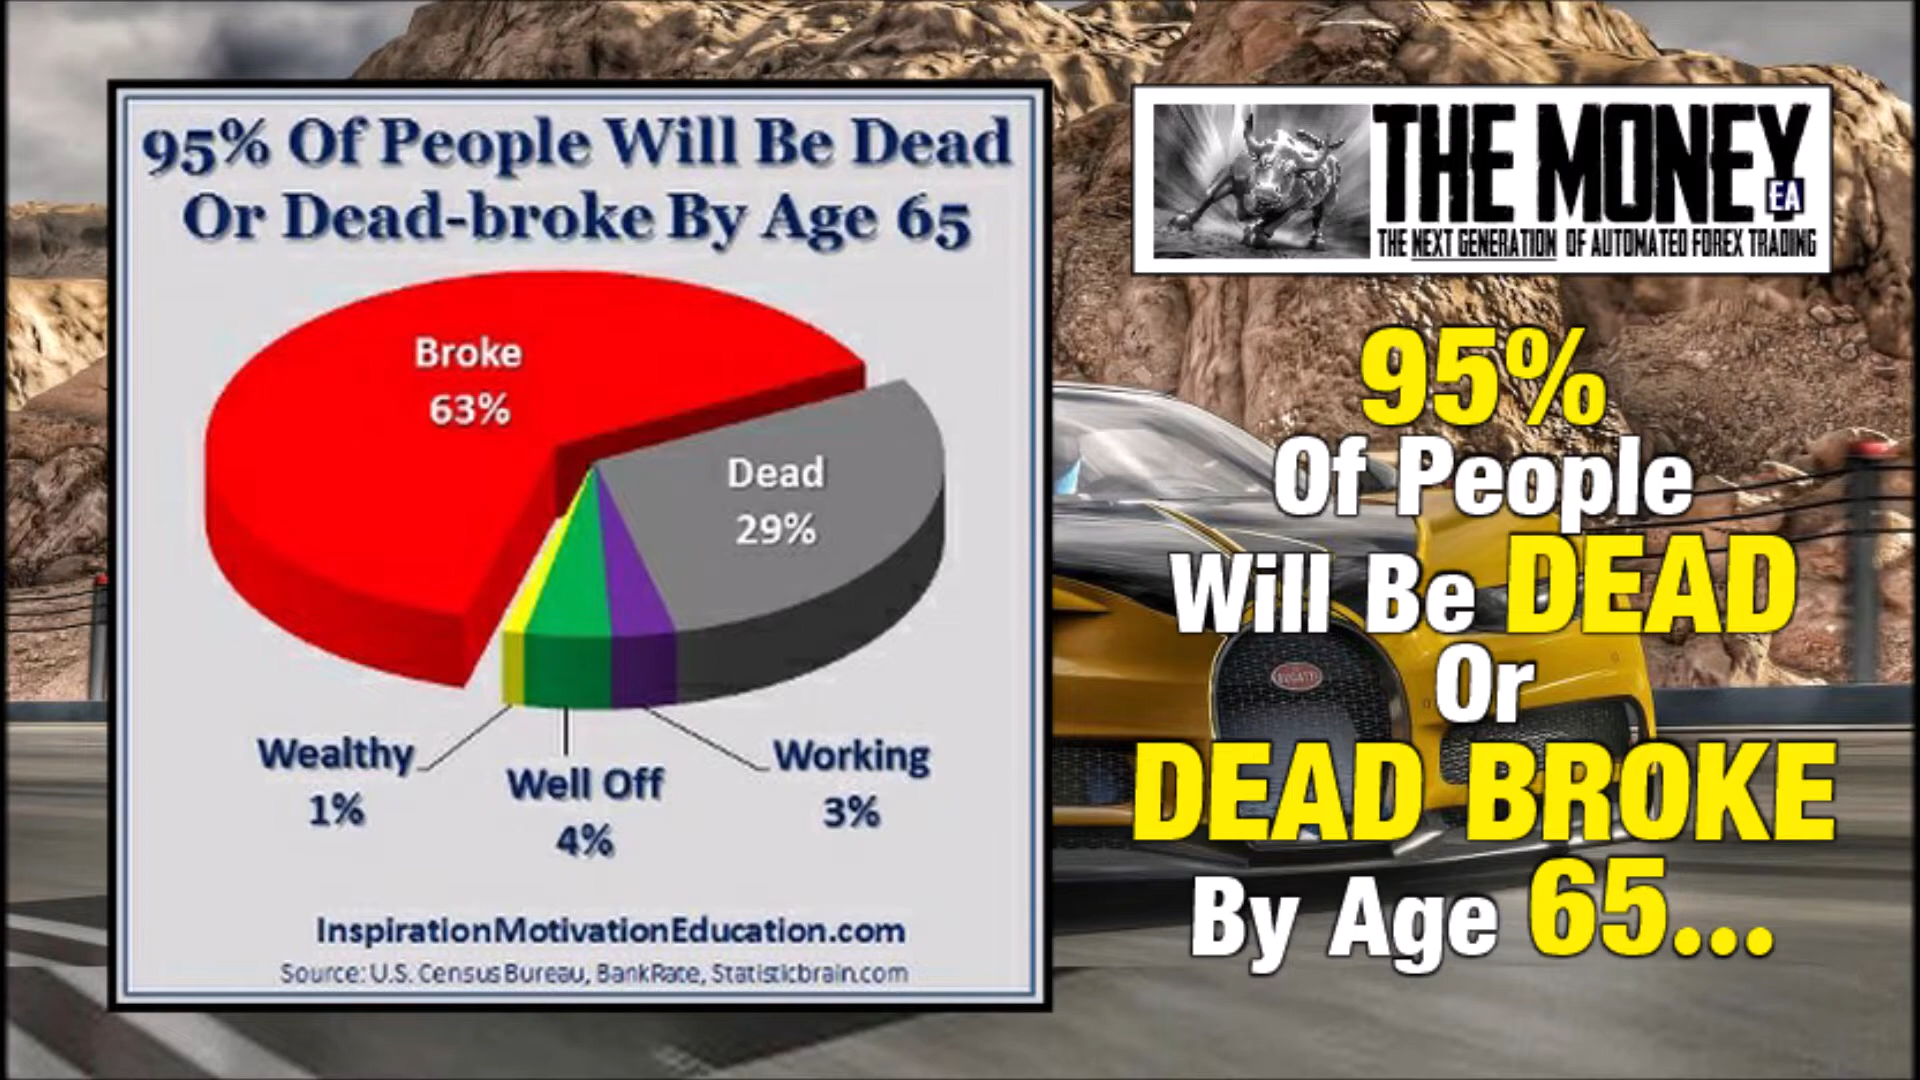 95% Of People Will Be Dead
Or Dead-broke By Age 65
Broke
63%
Dead
29%
Wealthy
1%
Well Off
4%
Working
3%
InspirationMotivationEducation.com
Source: U.S. Census Bureau, BankRate, Statisticbrain.com
THE MONEY
EA
THE NEXT GENERATION OF AUTOMATED FOREX TRADING
95%
Of People
Will Be DEAD
Or
DEAD BROKE
By Age 65...
BUGATTI